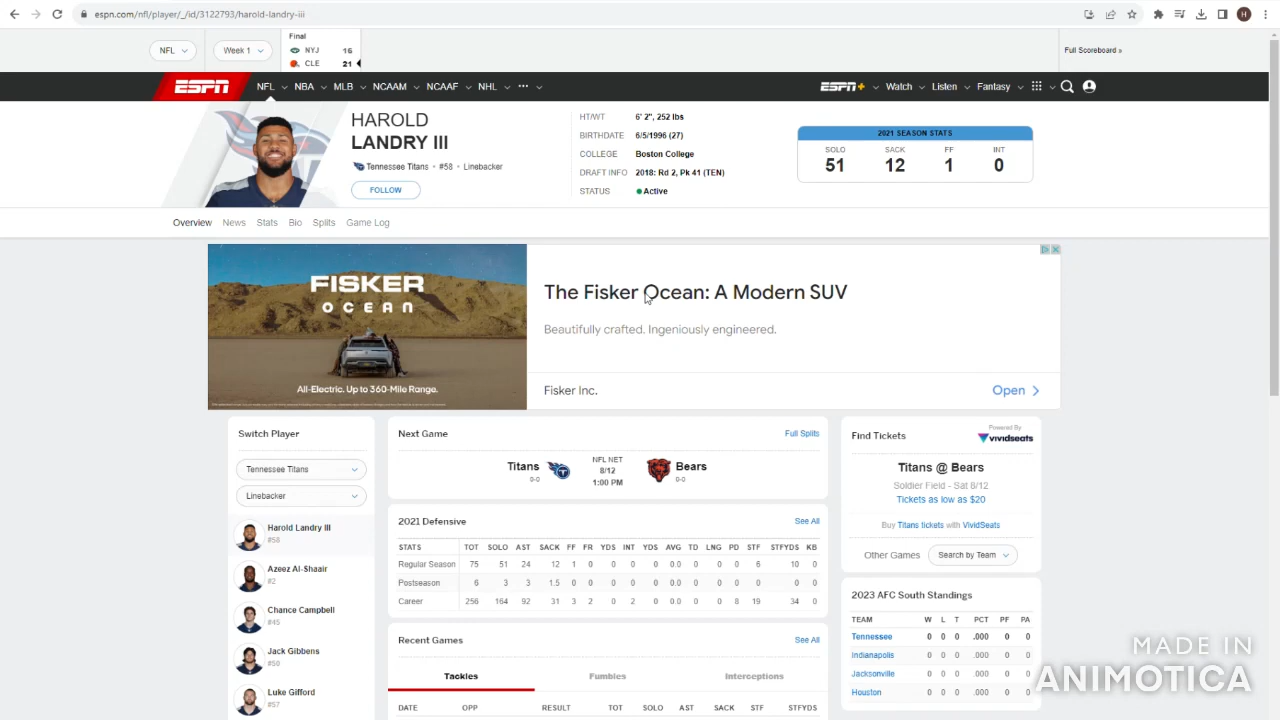 espn.com/nfl/player/_/id/3122793/harold-landry-iii
H
NFL
Week 1
Final
NYJ 16
CLE 21
Full Scoreboard »
ESPN
NFL NBA MLB NCAAM NCAAF NHL
ESPN+ Watch Listen Fantasy
HAROLD
LANDRY III
Tennessee Titans • #58 • Linebacker
FOLLOW
HT/WT 6' 2", 252 lbs
BIRTHDATE 6/5/1996 (27)
COLLEGE Boston College
DRAFT INFO 2018: Rd 2, Pk 41 (TEN)
STATUS Active
2021 SEASON STATS
SOLO SACK FF INT
51 12 1 0
Overview News Stats Bio Splits Game Log
FISKER
OCEAN
All-Electric. Up to 360-Mile Range.
The Fisker Ocean: A Modern SUV
Beautifully crafted. Ingeniously engineered.
Fisker Inc.
Open
Switch Player
Tennessee Titans
Linebacker
Harold Landry III
#58
Azeez Al-Shaair
#2
Chance Campbell
#45
Jack Gibbens
#50
Luke Gifford
#57
Next Game
Full Splits
Titans
0-0
NFL NET
8/12
1:00 PM
Bears
0-0
2021 Defensive
See All
STATS TOT SOLO AST SACK FF FR YDS INT YDS AVG TD LNG PD STF STFYDS KB
Regular Season 75 51 24 12 1 0 0 0 0 0.0 0 0 0 6 10 0
Postseason 6 3 3 1.5 0 0 0 0 0 0.0 0 0 0 0 0 0
Career 256 164 92 31 3 2 0 2 0 0.0 0 0 8 19 34 0
Recent Games
See All
Tackles Fumbles Interceptions
DATE OPP RESULT TOT SOLO AST SACK STF STFYDS
Find Tickets
Powered By
vividseats
Titans @ Bears
Soldier Field - Sat 8/12
Tickets as low as $20
Buy Titans tickets with VividSeats
Other Games
Search by Team
2023 AFC South Standings
TEAM W L T PCT PF PA
Tennessee 0 0 0 .000 0 0
Indianapolis 0 0 0 .000 0 0
Jacksonville 0 0 0 .000 0 0
Houston 0 0 0 .000 0 0
MADE IN
ANIMOTICA